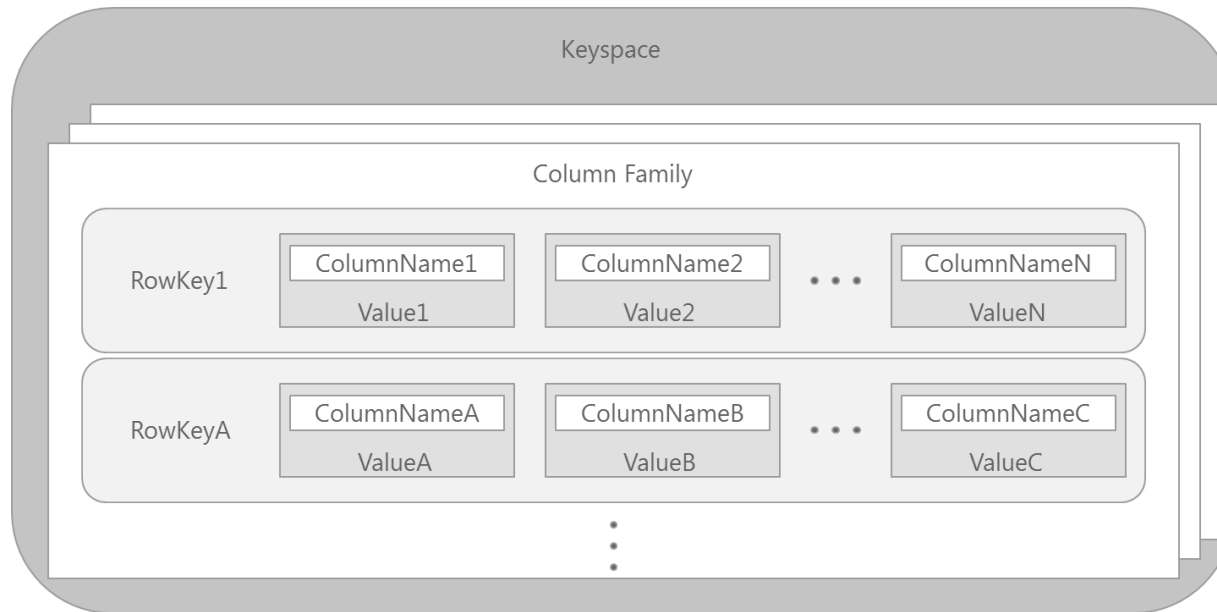 Keyspace
Column Family
RowKey1
ColumnName1
Value1
ColumnName2
Value2
ColumnNameN
ValueN
RowKeyA
ColumnNameA
ValueA
ColumnNameB
ValueB
ColumnNameC
ValueC